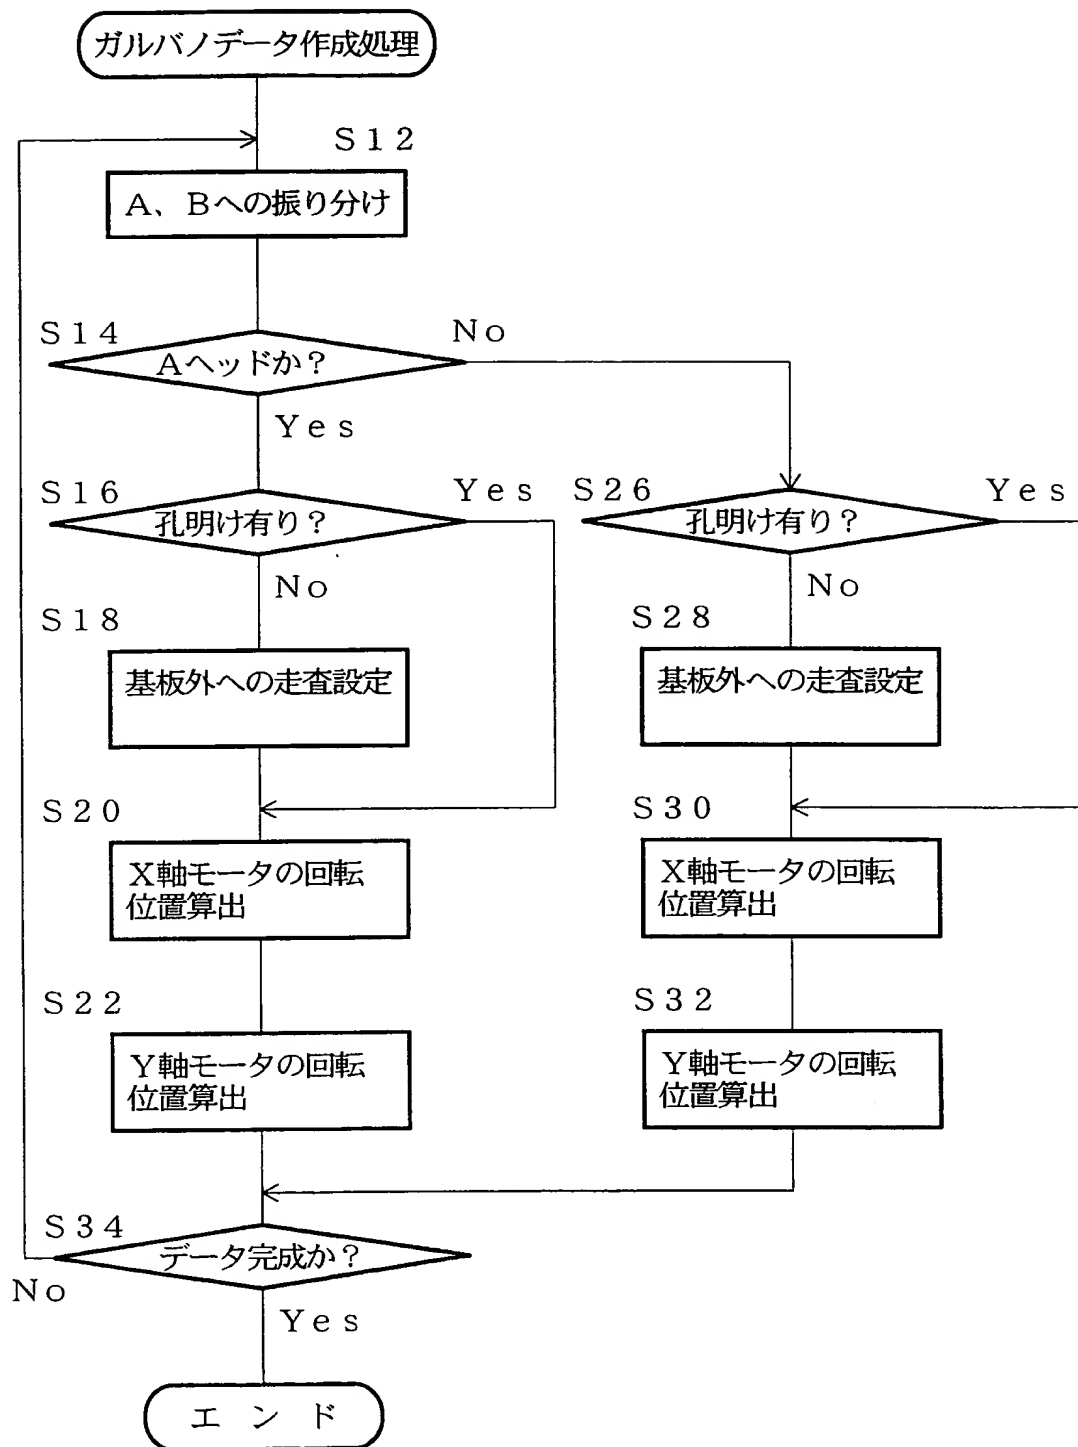 ガルバノデータ作成処理
S12
A、Bへの振り分け
S14
Aヘッドか？
No
Yes
S16
孔明け有り？
Yes
No
S26
孔明け有り？
Yes
No
S18
基板外への走査設定
S28
基板外への走査設定
S20
X軸モータの回転
位置算出
S30
X軸モータの回転
位置算出
S22
Y軸モータの回転
位置算出
S32
Y軸モータの回転
位置算出
S34
データ完成か？
No
Yes
エンド